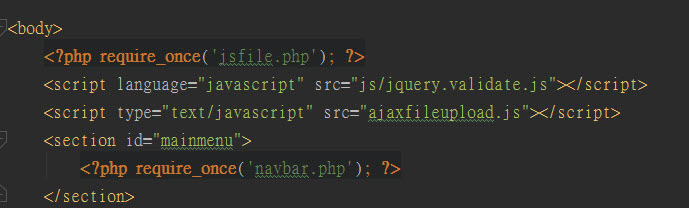 <body>
<?php require_once('jsfile.php'); ?>
<script language="javascript" src="js/jquery.validate.js"></script>
<script type="text/javascript" src="ajaxfileupload.js"></script>
<section id="mainmenu">
<?php require_once('navbar.php'); ?>
</section>